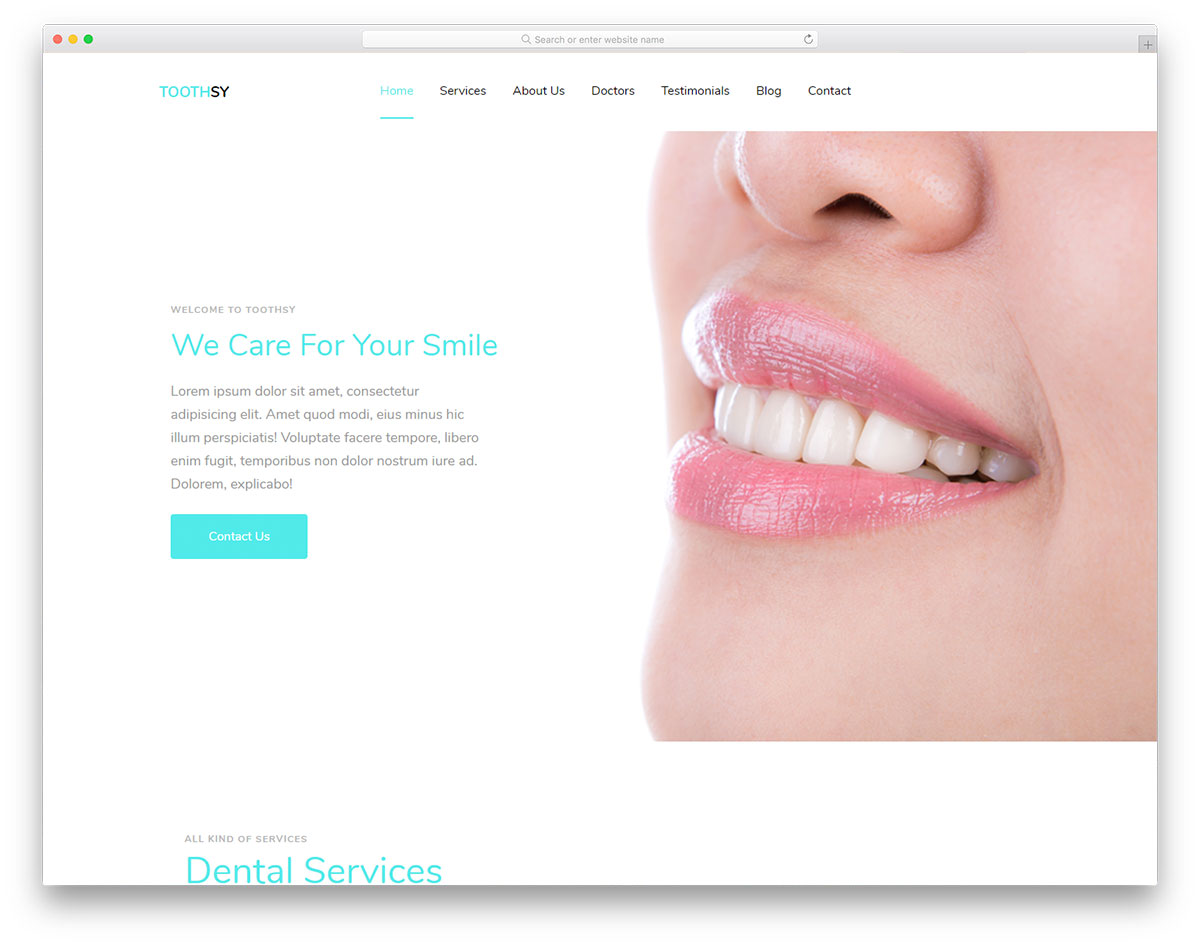 Search or enter website name
TOOTHSY
Home Services About Us Doctors Testimonials Blog Contact
WELCOME TO TOOTHSY
We Care For Your Smile
Lorem ipsum dolor sit amet, consectetur
adipisicing elit. Amet quod modi, eius minus hic
illum perspiciatis! Voluptate facere tempore, libero
enim fugit, temporibus non dolor nostrum iure ad.
Dolorem, explicabo!
Contact Us
ALL KIND OF SERVICES
Dental Services